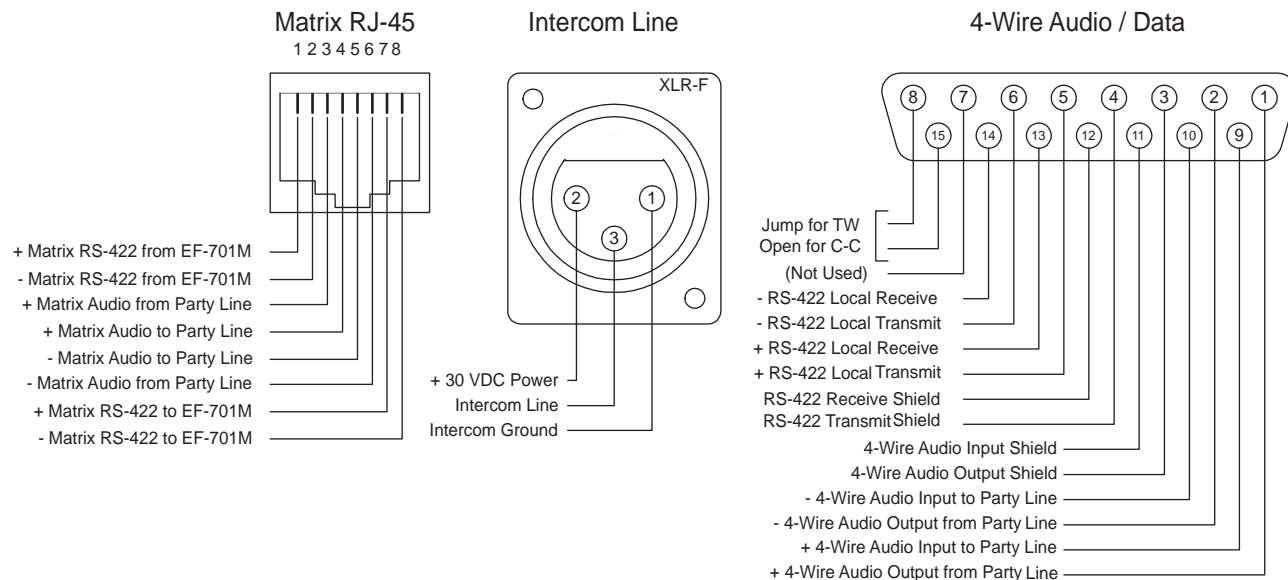 Matrix RJ-45
1 2 3 4 5 6 7 8
+ Matrix RS-422 from EF-701M
- Matrix RS-422 from EF-701M
+ Matrix Audio from Party Line
+ Matrix Audio to Party Line
- Matrix Audio to Party Line
- Matrix Audio from Party Line
+ Matrix RS-422 to EF-701M
- Matrix RS-422 to EF-701M
Intercom Line
XLR-F
2 1
3
+ 30 VDC Power
Intercom Line
Intercom Ground
4-Wire Audio / Data
8 7 6 5 4 3 2 1
15 14 13 12 11 10 9
Jump for TW
Open for C-C
(Not Used)
- RS-422 Local Receive
- RS-422 Local Transmit
+ RS-422 Local Receive
+ RS-422 Local Transmit
RS-422 Receive Shield
RS-422 Transmit Shield
4-Wire Audio Input Shield
4-Wire Audio Output Shield
- 4-Wire Audio Input to Party Line
- 4-Wire Audio Output from Party Line
+ 4-Wire Audio Input to Party Line
+ 4-Wire Audio Output from Party Line